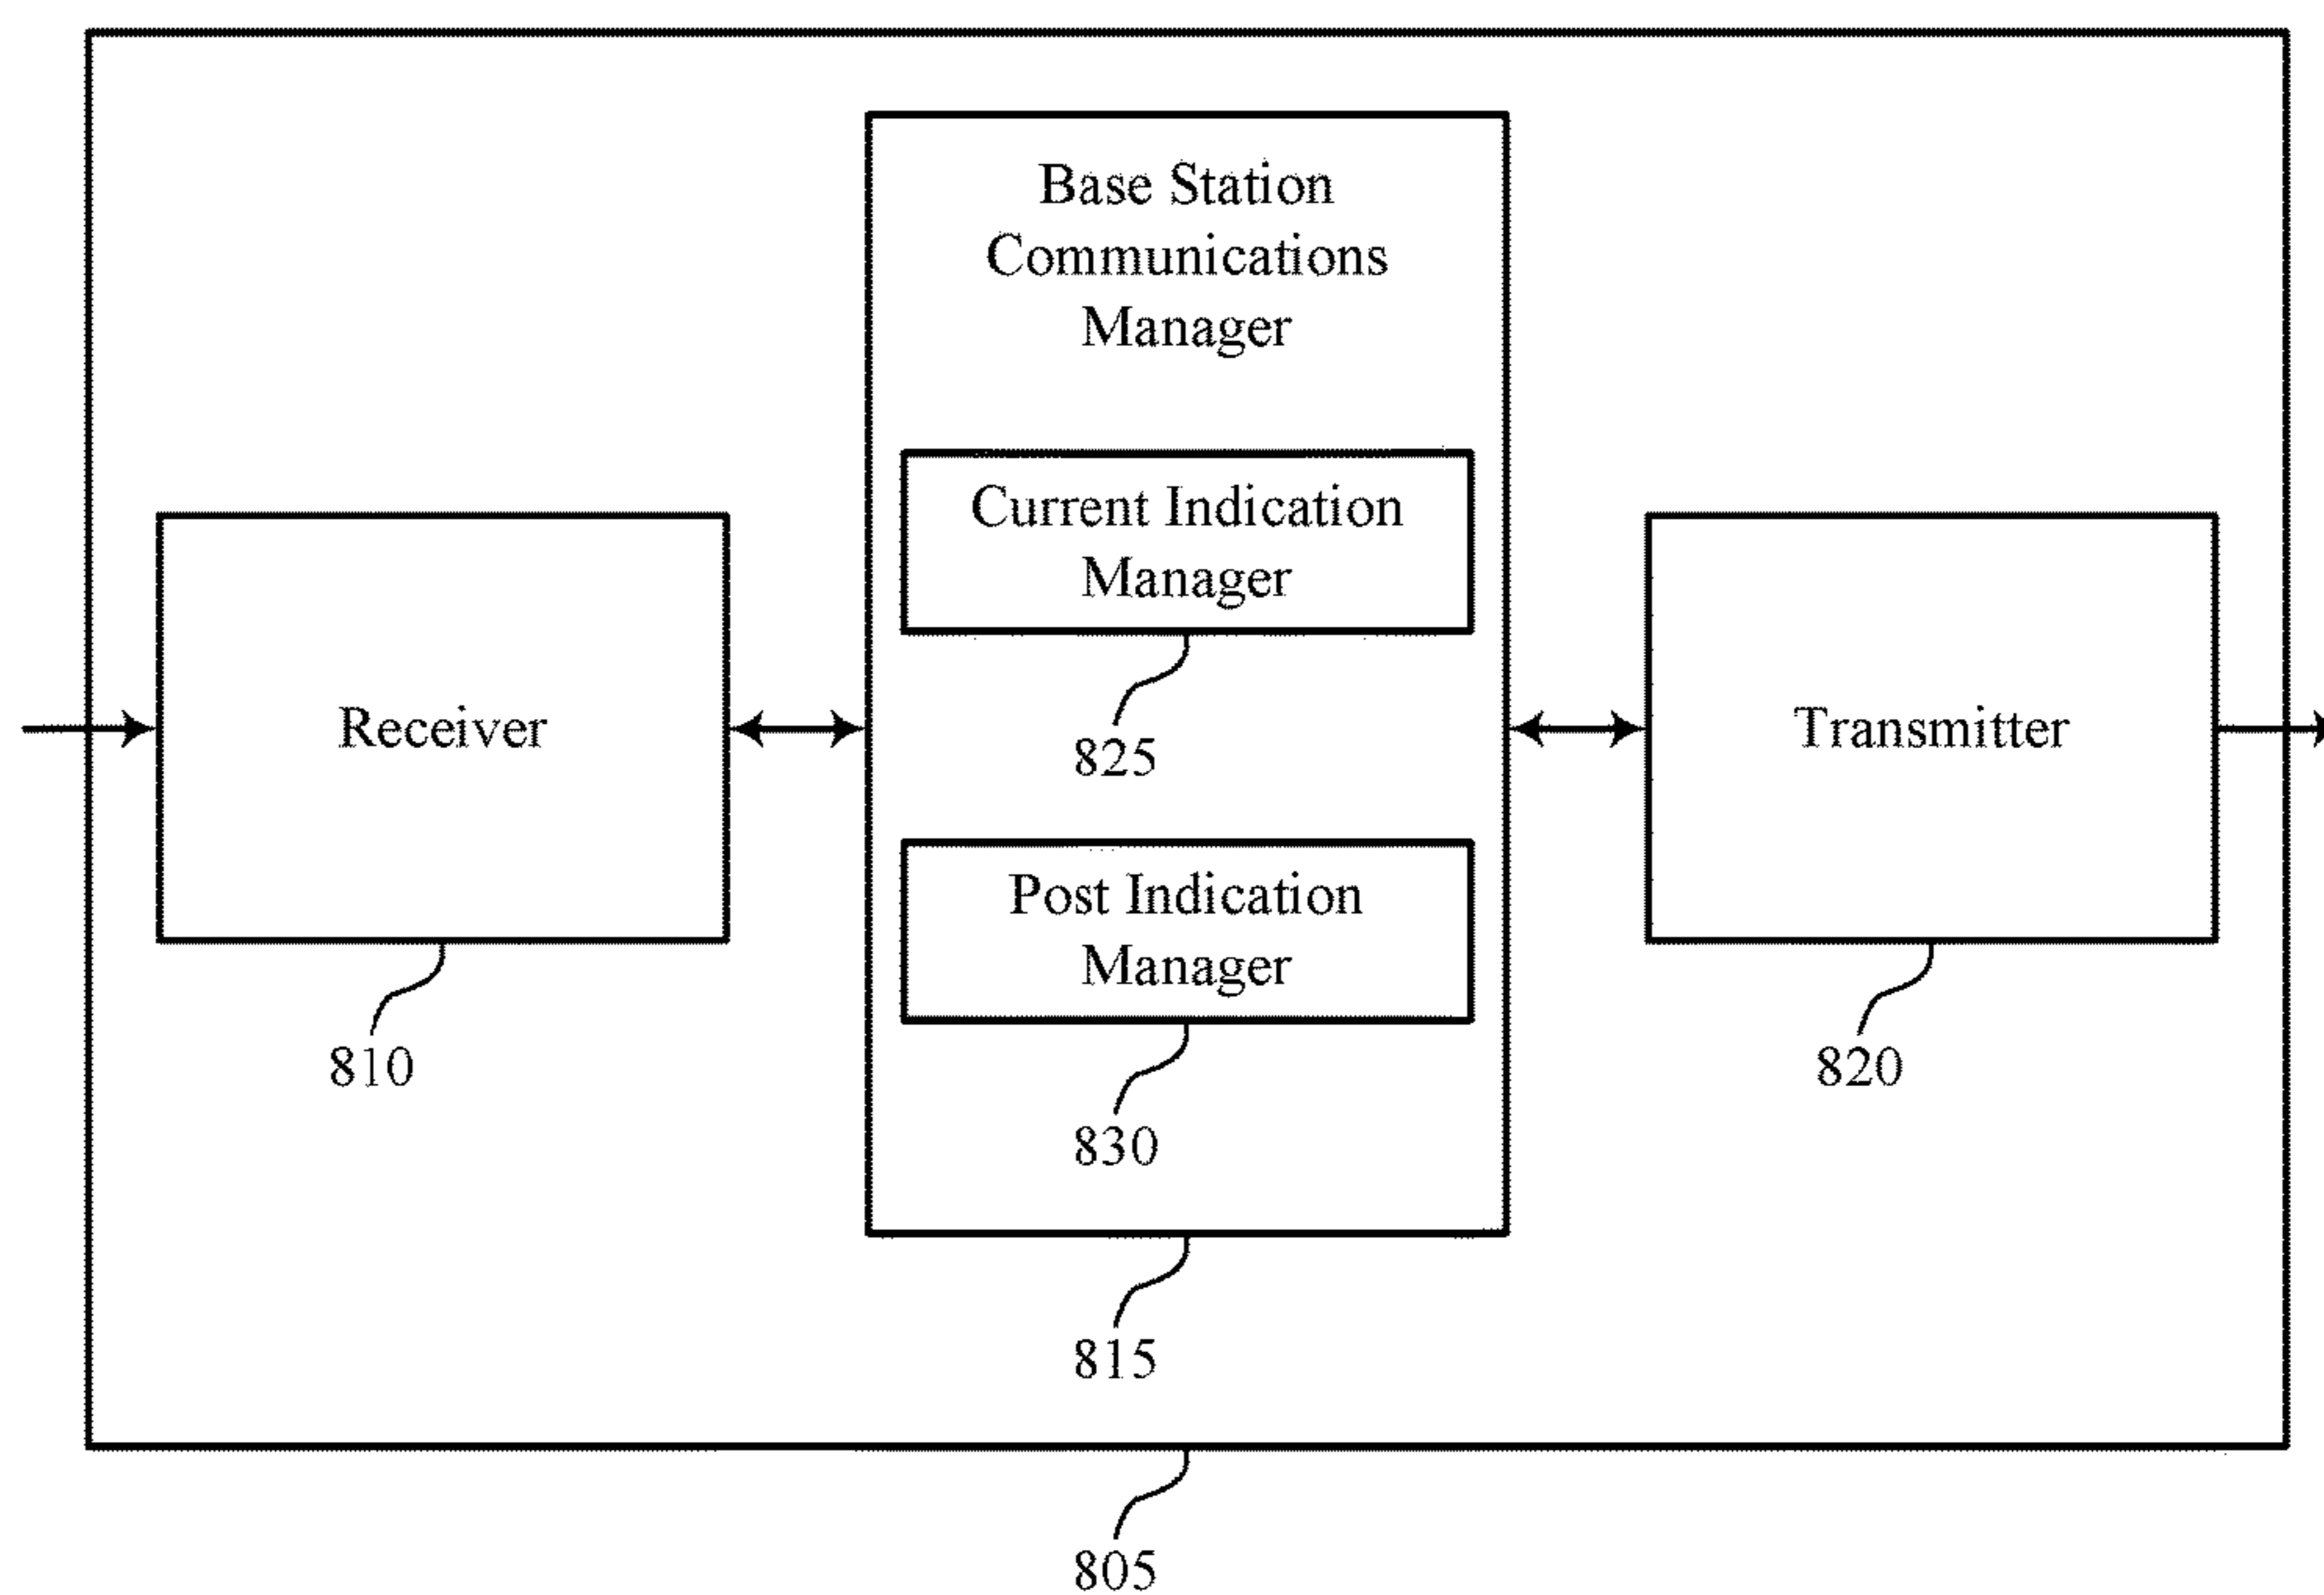 Base Station
Communications
Manager
Current Indication
Manager
825
Receiver
Transmitter
Post Indication
Manager
810
830
820
815
805